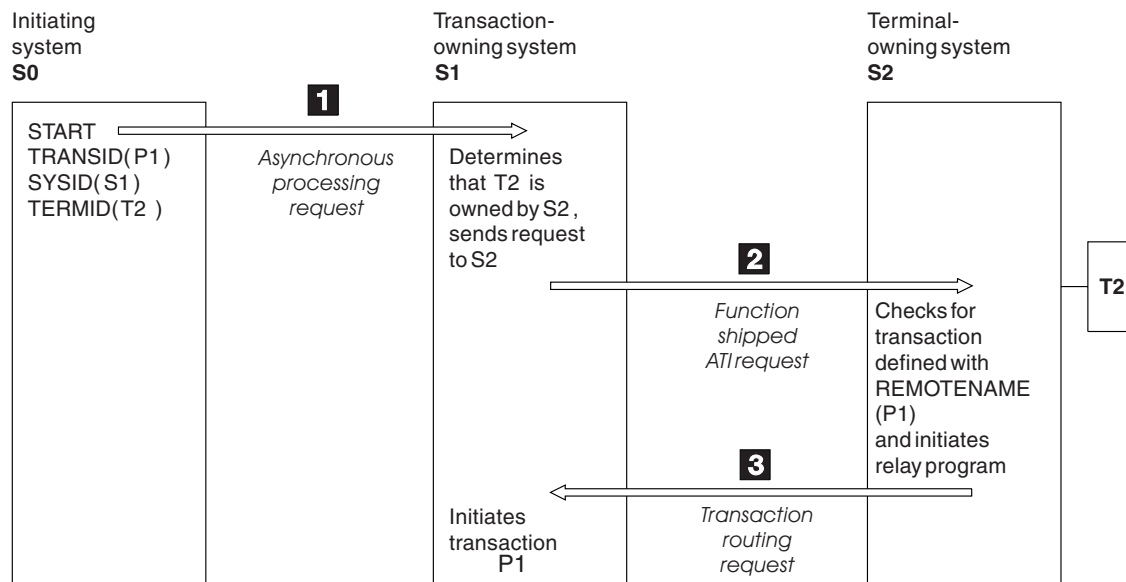 Initiating
system
S0
Transaction-
owning system
S1
Terminal-
owning system
S2
START
TRANSID(P1)
SYSID(S1)
TERMID(T2 )
1
Asynchronous
processing
request
Determines
that T2 is
owned by S2 ,
sends request
to S2
2
Function
shipped
ATI request
T2
Checks for
transaction
defined with
REMOTENAME
(P1)
and initiates
relay program
3
Transaction
routing
request
Initiates
transaction
P1